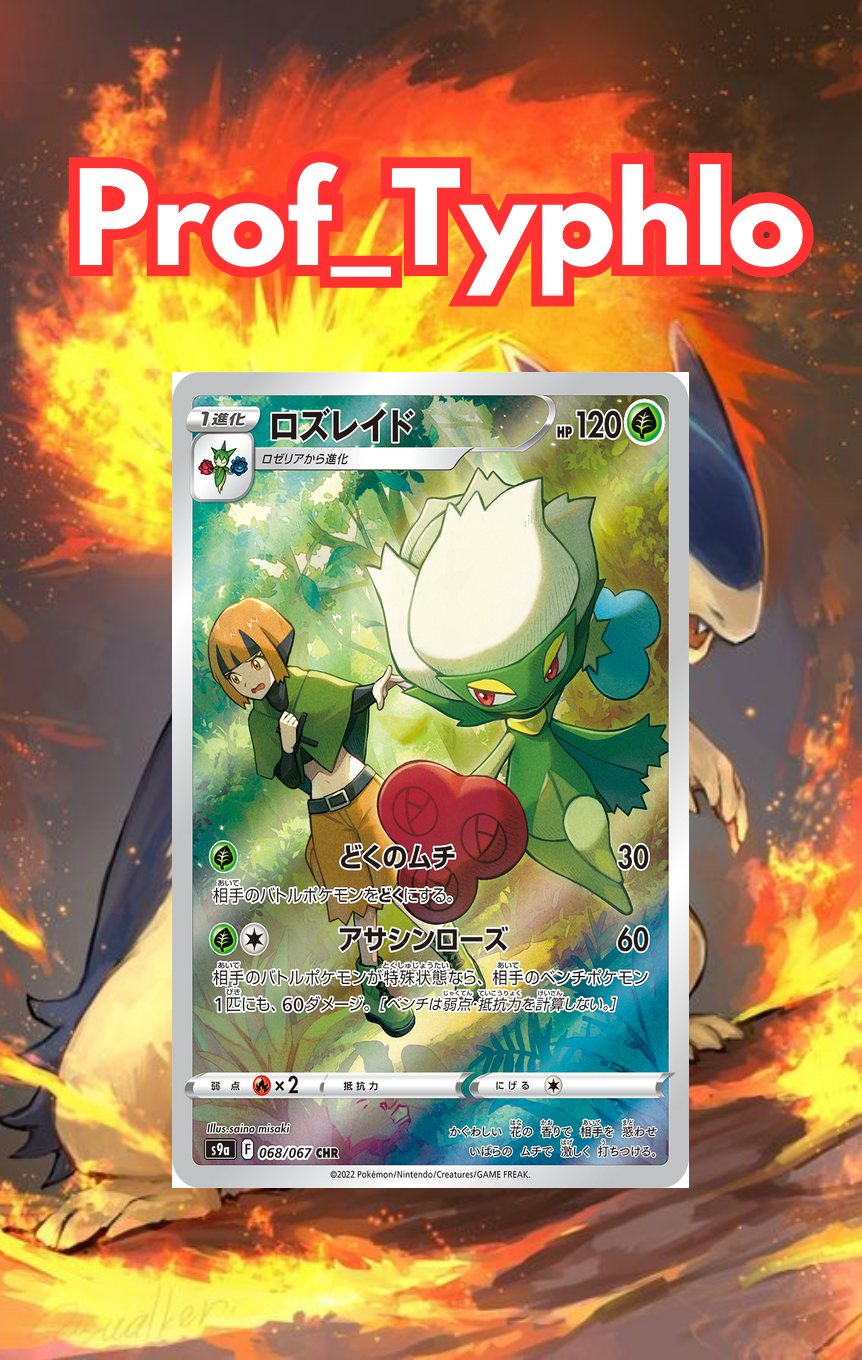 Prof_Typhlo
1進化
ロズレイド
HP 120
ロゼリアから進化
どくのムチ 30
相手のバトルポケモンをどくにする。
アサシンローズ 60
相手のバトルポケモンが特殊状態なら、相手のベンチポケモン
1匹にも、60ダメージ。[ベンチは弱点・抵抗力を計算しない。]
弱点 ×2 抵抗力 にげる
Illus.saino misaki
s9a F 068/067 CHR
かぐわしい 花の 香りで 相手を 惑わせ
いばらの ムチで 激しく 打ちつける。
©2022 Pokémon/Nintendo/Creatures/GAME FREAK.